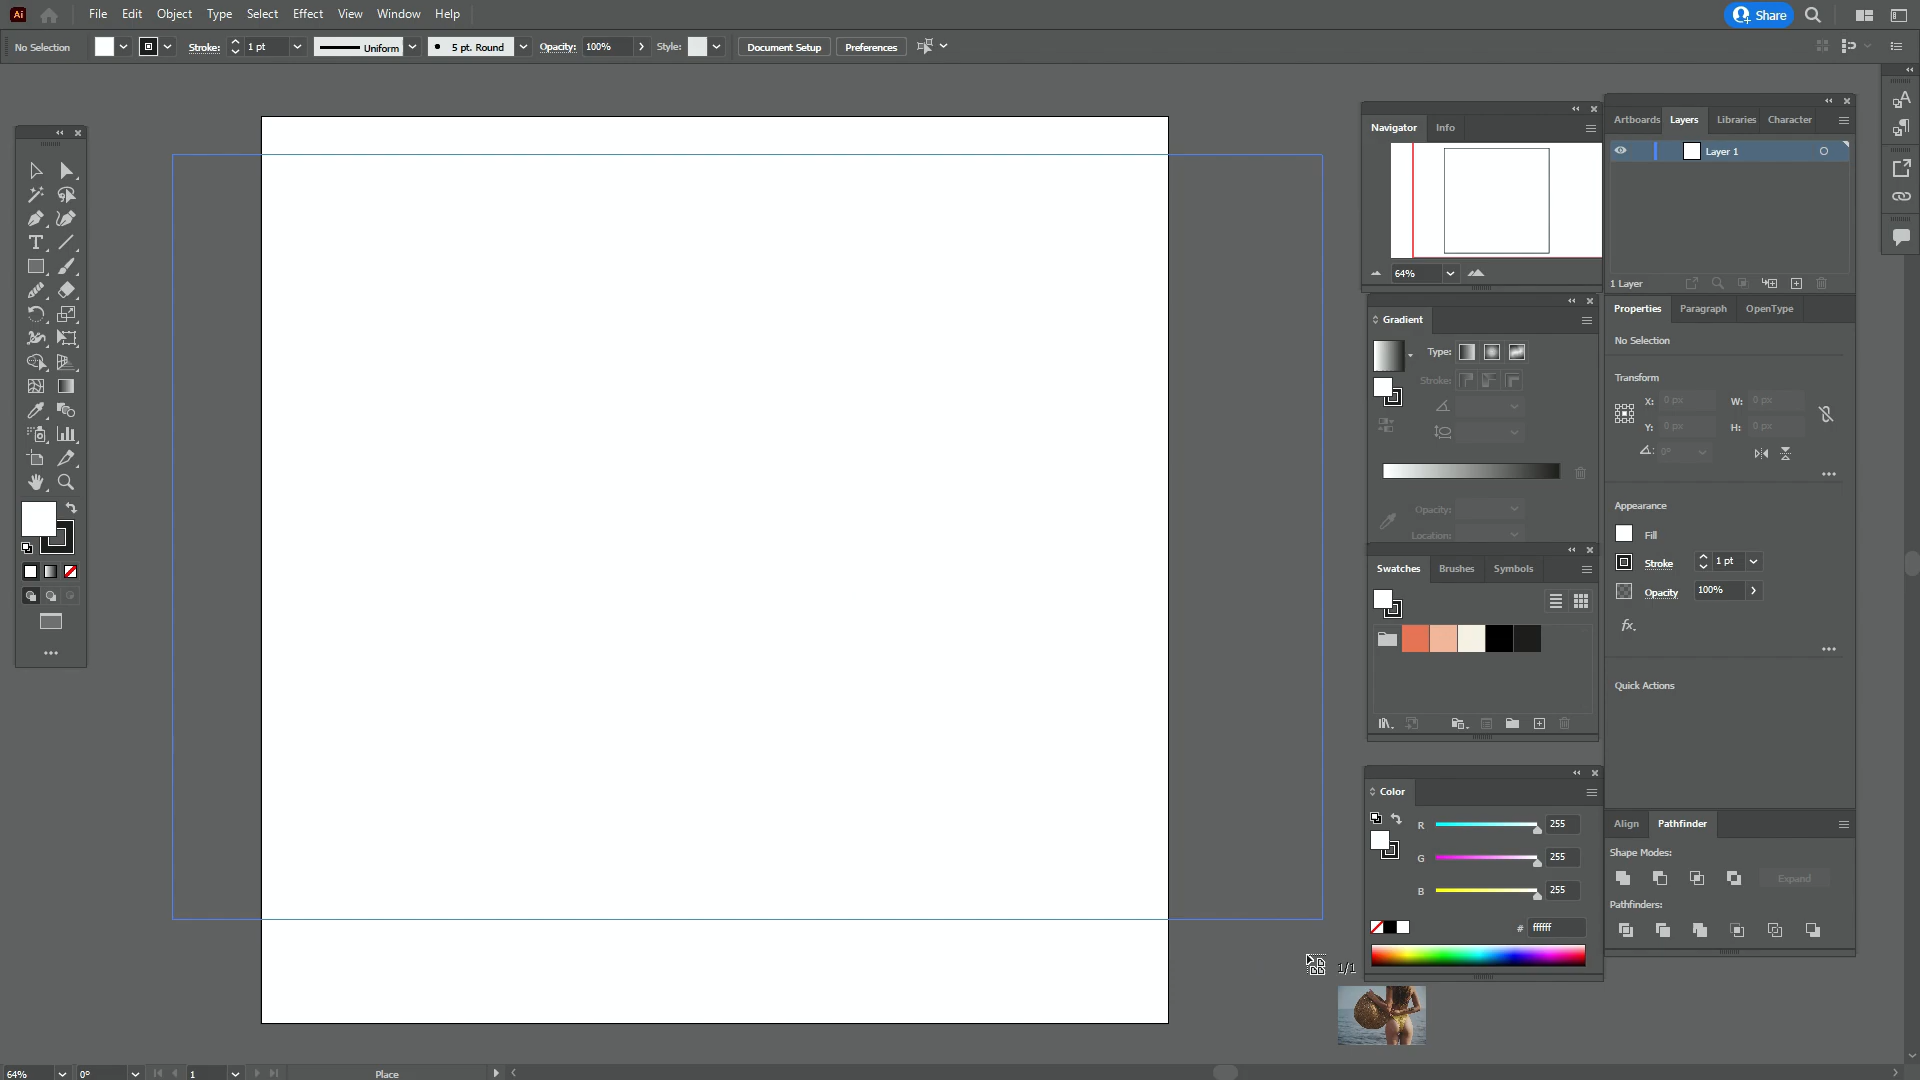 Ai File Edit Object Type Select Effect View Window Help Share
No Selection Stroke: 1 pt Uniform 5 pt. Round Opacity: 100% Style: Document Setup Preferences
Navigator Info
64%
Gradient
Type:
Stroke:
Opacity:
Location:
Swatches Brushes Symbols
Color
R 255
G 255
B 255
# ffffff
Artboards Layers Libraries Character
Layer 1
1 Layer
Properties Paragraph OpenType
No Selection
Transform
X: 0 px W: 0 px
Y: 0 px H: 0 px
0°
Appearance
Fill
Stroke 1 pt
Opacity 100%
fx.
Quick Actions
Align Pathfinder
Shape Modes:
Expand
Pathfinders:
1/1
64% 0° 1 Place